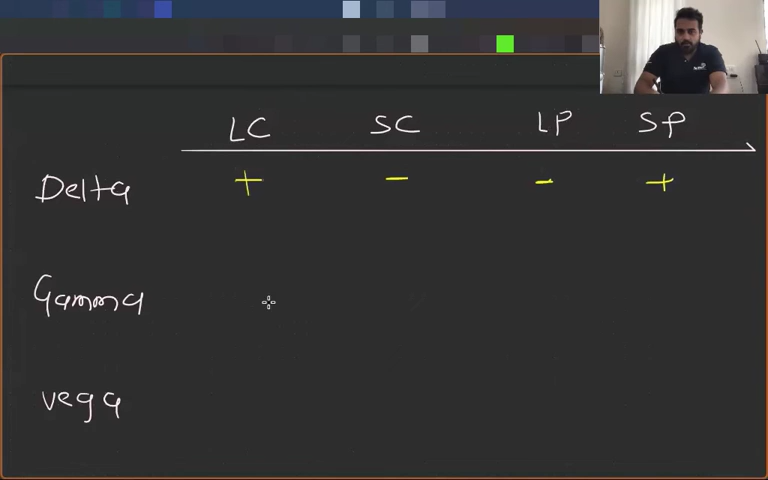 LC SC LP SP
Delta + - - +
Gamma
vega